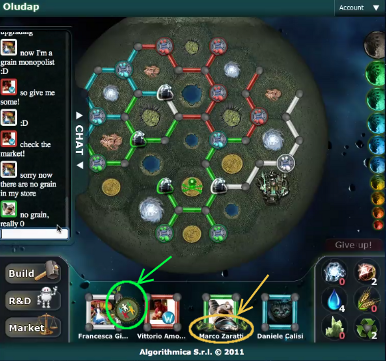 Oludap
Account
upgrading
now I'm a
grain monopolist
:D
so give me
some!
:D
check the
market!
sorry now
there are no grain
in my store
no grain,
really 0
CHAT
Give up!
Build
R&D
Market
Francesca Gi...
Vittorio Amo...
Marco Zaratti
Daniele Calisi
0
2
4
0
3
2
Algorithmica S.r.l. © 2011